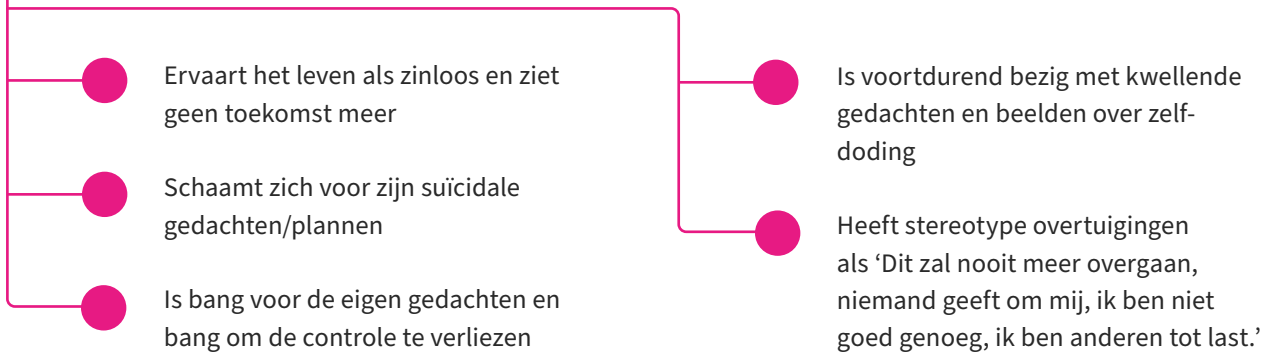 Ervaart het leven als zinloos en ziet
geen toekomst meer
Schaamt zich voor zijn suïcidale
gedachten/plannen
Is bang voor de eigen gedachten en
bang om de controle te verliezen
Is voortdurend bezig met kwellende
gedachten en beelden over zelf-
doding
Heeft stereotype overtuigingen
als ‘Dit zal nooit meer overgaan,
niemand geeft om mij, ik ben niet
goed genoeg, ik ben anderen tot last.’